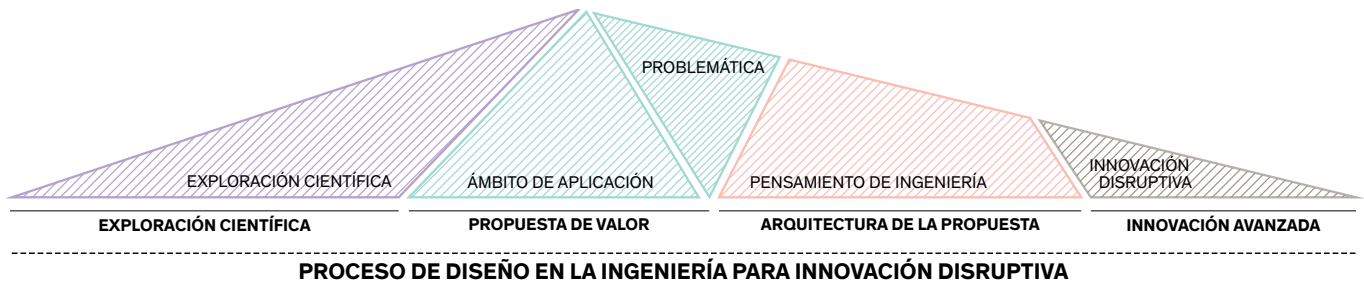 PROBLEMÁTICA
EXPLORACIÓN CIENTÍFICA
ÁMBITO DE APLICACIÓN
PENSAMIENTO DE INGENIERÍA
INNOVACIÓN
DISRUPTIVA
EXPLORACIÓN CIENTÍFICA
PROPUESTA DE VALOR
ARQUITECTURA DE LA PROPUESTA
INNOVACIÓN AVANZADA
PROCESO DE DISEÑO EN LA INGENIERÍA PARA INNOVACIÓN DISRUPTIVA